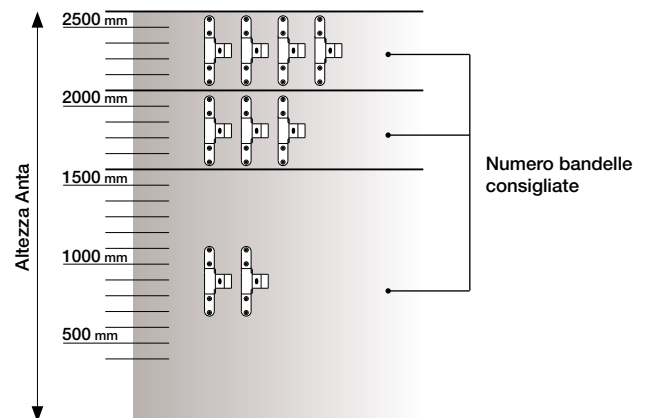 2500 mm
2000 mm
1500 mm
1000 mm
500 mm
Altezza Anta
Numero bandelle
consigliate